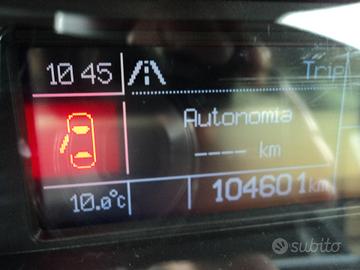 10 45
Trip
Autonomia
---- km
10.0°C
104601 km
subito